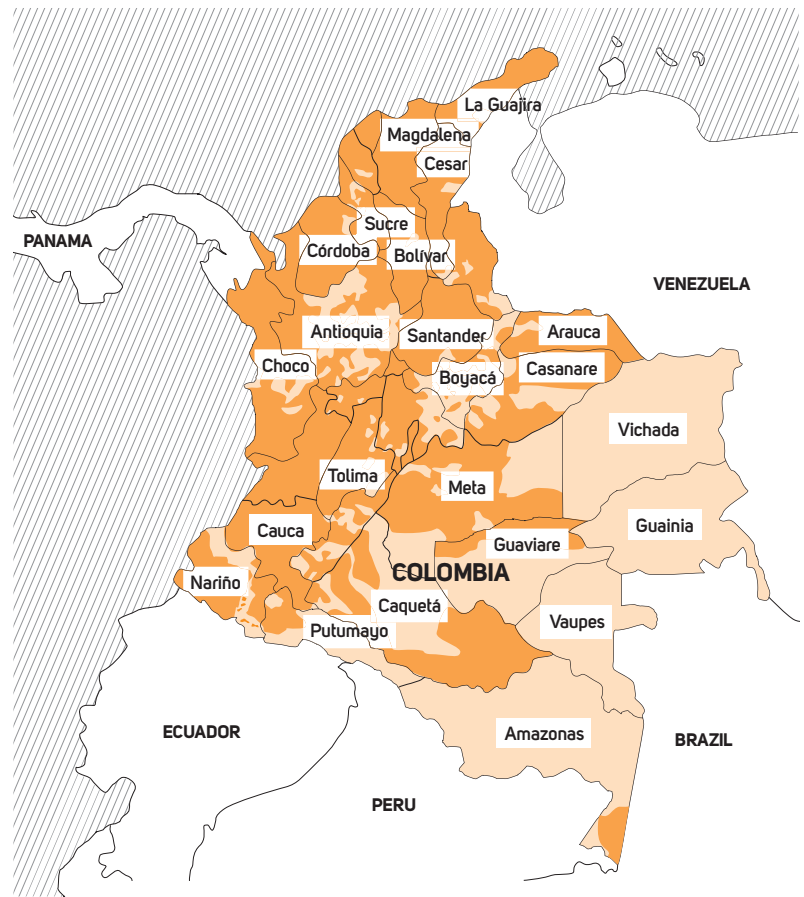 La Guajira
Magdalena
Cesar
Sucre
PANAMA
Córdoba
Bolívar
VENEZUELA
Antioquia
Santander
Arauca
Choco
Boyacá
Casanare
Vichada
Tolima
Meta
Guainia
Cauca
Guaviare
COLOMBIA
Nariño
Caquetá
Vaupes
Putumayo
ECUADOR
Amazonas
BRAZIL
PERU